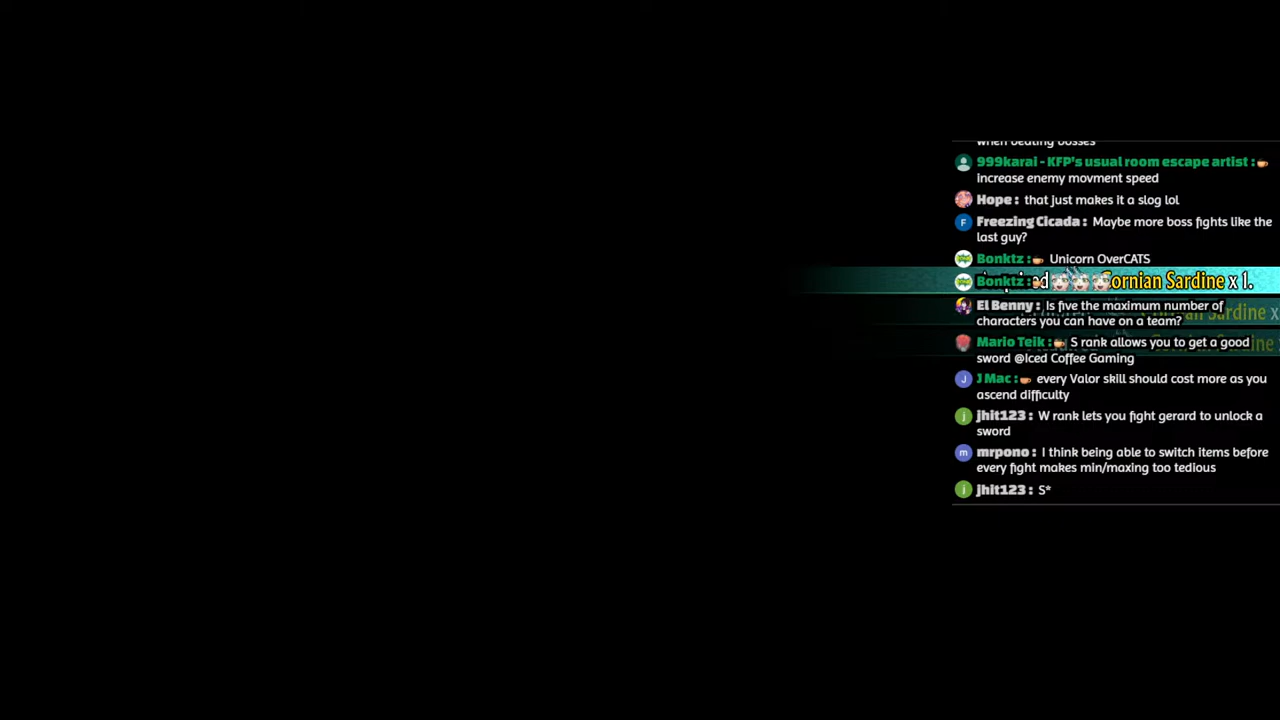 when beating bosses
999karai - KFP's usual room escape artist :
increase enemy movment speed
Hope : that just makes it a slog lol
Freezing Cicada : Maybe more boss fights like the
last guy?
Bonktz : Unicorn OverCATS
Bonktz : Cornian Sardine x 1.
El Benny : Is five the maximum number of
characters you can have on a team?
Cornian Sardine x
Mario Teik : S rank allows you to get a good
sword @Iced Coffee Gaming
J Mac : every Valor skill should cost more as you
ascend difficulty
jhit123 : W rank lets you fight gerard to unlock a
sword
mrpono : I think being able to switch items before
every fight makes min/maxing too tedious
jhit123 : S*